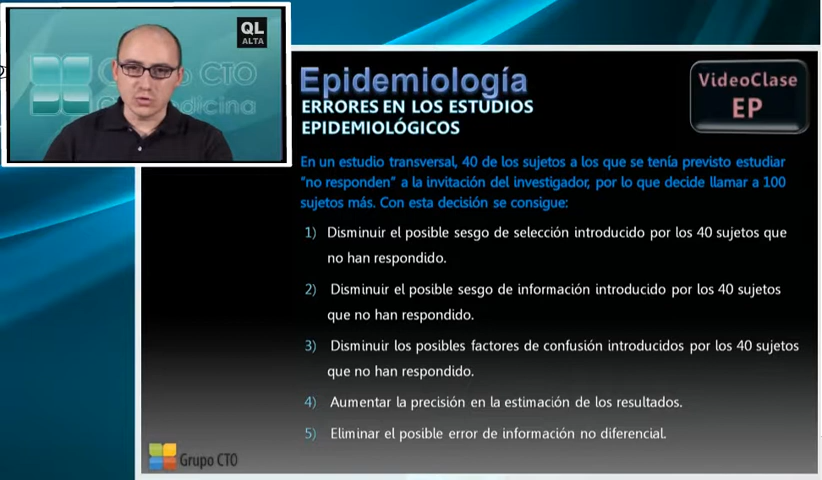 QL
ALTA
Grupo CTO
Medicina
Epidemiología
ERRORES EN LOS ESTUDIOS
EPIDEMIOLÓGICOS
VideoClase
EP
En un estudio transversal, 40 de los sujetos a los que se tenía previsto estudiar
"no responden" a la invitación del investigador, por lo que decide llamar a 100
sujetos más. Con esta decisión se consigue:
1) Disminuir el posible sesgo de selección introducido por los 40 sujetos que
no han respondido.
2) Disminuir el posible sesgo de información introducido por los 40 sujetos
que no han respondido.
3) Disminuir los posibles factores de confusión introducidos por los 40 sujetos
que no han respondido.
4) Aumentar la precisión en la estimación de los resultados.
5) Eliminar el posible error de información no diferencial.
Grupo CTO